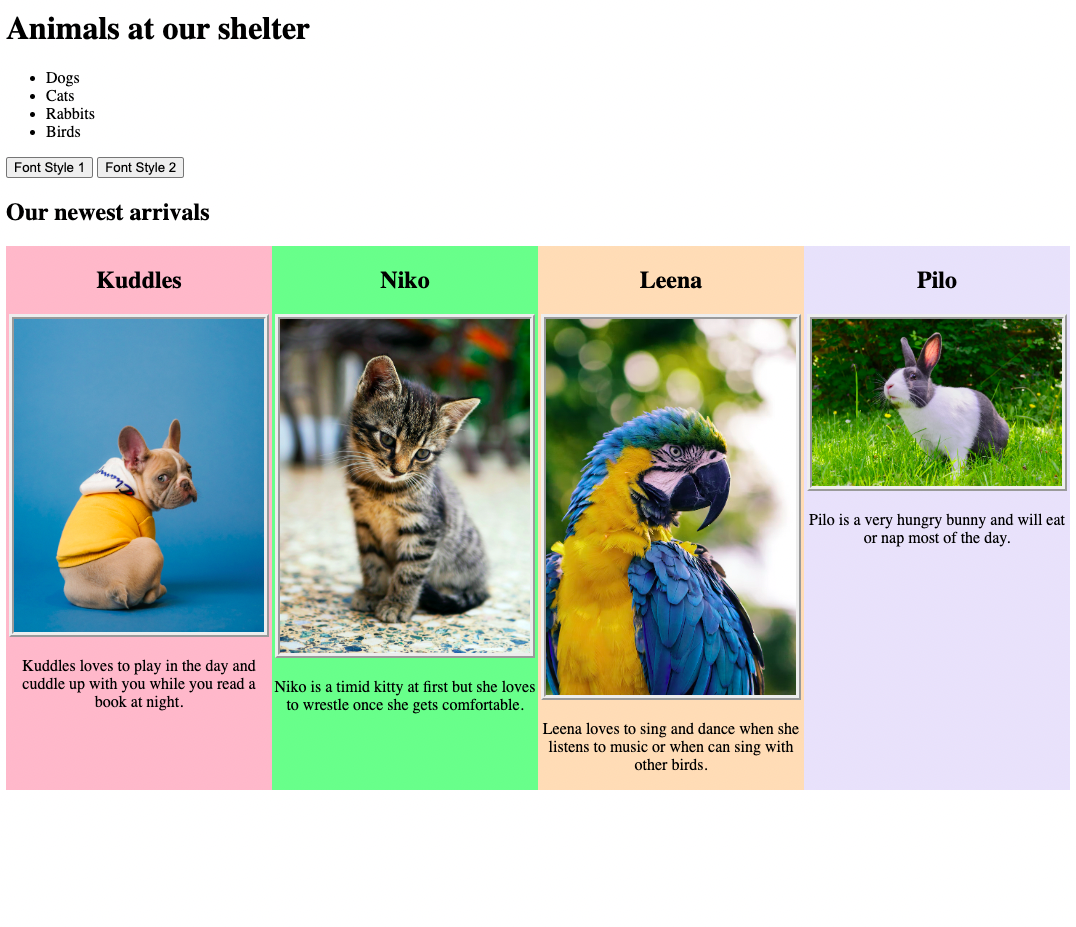 Animals at our shelter
Dogs
Cats
Rabbits
Birds
Font Style 1 Font Style 2
Our newest arrivals
Kuddles
Kuddles loves to play in the day and
cuddle up with you while you read a
book at night.
Niko
Niko is a timid kitty at first but she loves
to wrestle once she gets comfortable.
Leena
Leena loves to sing and dance when she
listens to music or when can sing with
other birds.
Pilo
Pilo is a very hungry bunny and will eat
or nap most of the day.